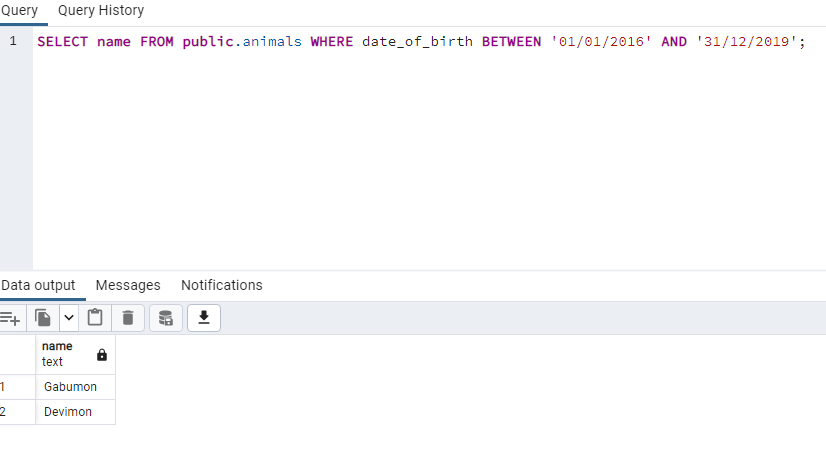 Query Query History
1 SELECT name FROM public.animals WHERE date_of_birth BETWEEN '01/01/2016' AND '31/12/2019';
Data output Messages Notifications
name
text
1 Gabumon
2 Devimon